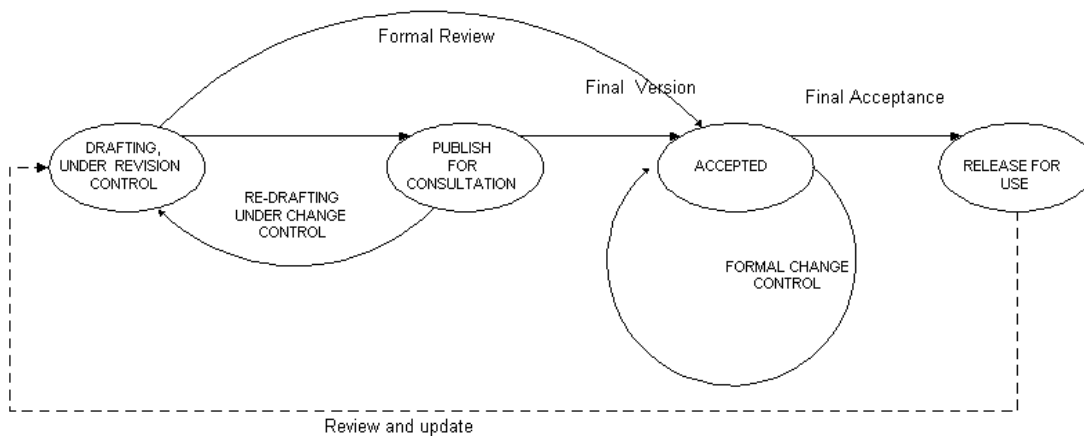 Formal Review
Final Version
Final Acceptance
DRAFTING,
UNDER REVISION
CONTROL
PUBLISH
FOR
CONSULTATION
ACCEPTED
RELEASE FOR
USE
RE-DRAFTING
UNDER CHANGE
CONTROL
FORMAL CHANGE
CONTROL
Review and update